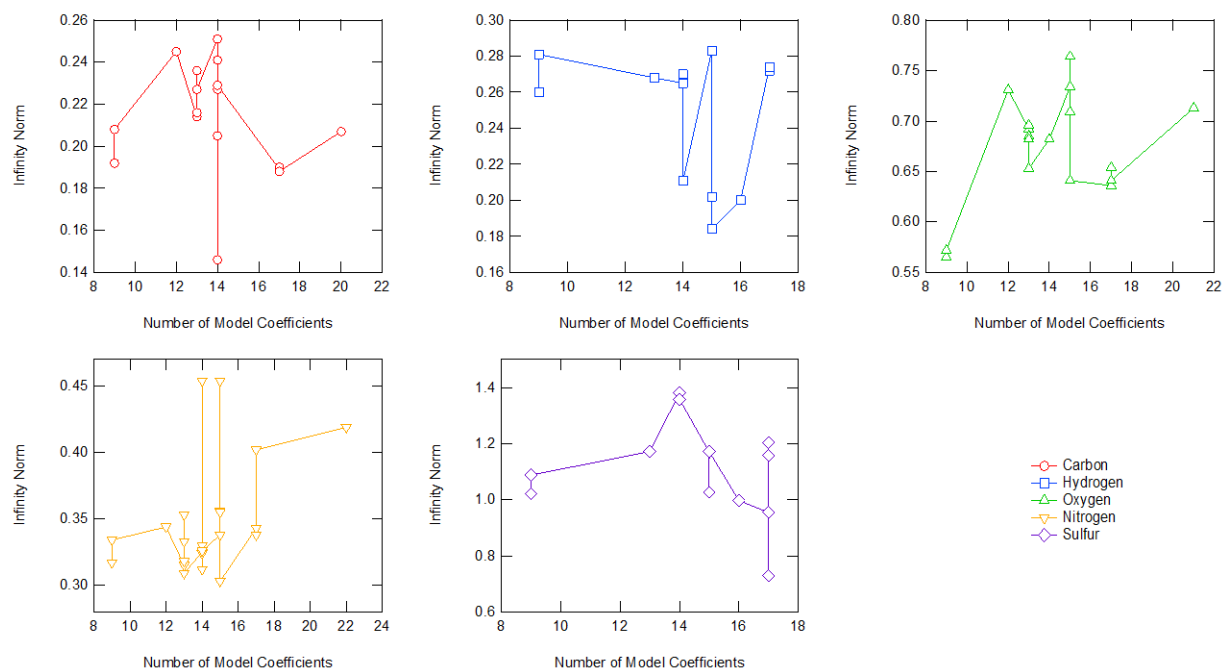 0.26
0.24
0.22
0.20
0.18
0.16
0.14
Infinity Norm
8 10 12 14 16 18 20 22
Number of Model Coefficients
0.30
0.28
0.26
0.24
0.22
0.20
0.18
0.16
Infinity Norm
8 10 12 14 16 18
Number of Model Coefficients
0.80
0.75
0.70
0.65
0.60
0.55
Infinity Norm
8 10 12 14 16 18 20 22
Number of Model Coefficients
0.45
0.40
0.35
0.30
Infinity Norm
8 10 12 14 16 18 20 22 24
Number of Model Coefficients
1.4
1.2
1.0
0.8
0.6
Infinity Norm
8 10 12 14 16 18
Number of Model Coefficients
Carbon
Hydrogen
Oxygen
Nitrogen
Sulfur